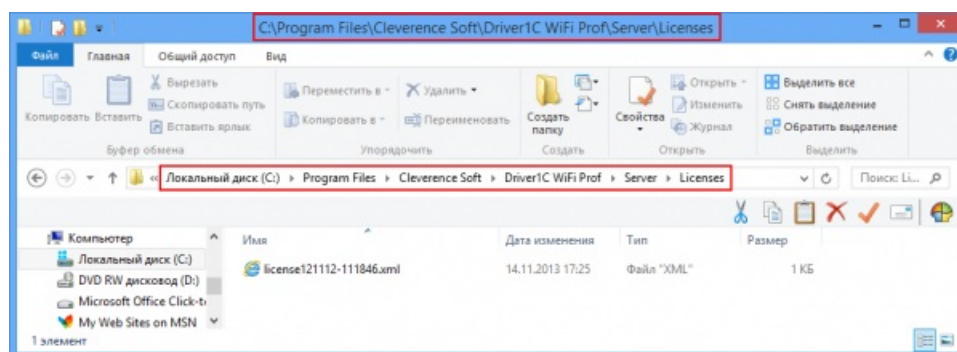 C:\Program Files\Cleverence Soft\Driver1C WiFi Prof\Server\Licenses
Файл Главная Общий доступ Вид
Копировать Вставить Вырезать Скопировать путь Вставить ярлык
Буфер обмена
Переместить в Копировать в Удалить Переименовать
Упорядочить
Создать папку
Создать
Свойства Открыть Изменить Журнал
Открыть
Выделить все Снять выделение Обратить выделение
Выделить
« Локальный диск (C:) Program Files Cleverence Soft Driver1C WiFi Prof Server Licenses Поиск: Li...
Имя Дата изменения Тип Размер
Компьютер
Локальный диск (C:)
DVD RW дисковод (D:)
Microsoft Office Click-t
My Web Sites on MSN
license121112-111846.xml 14.11.2013 17:25 Файл "XML" 1 КБ
1 элемент